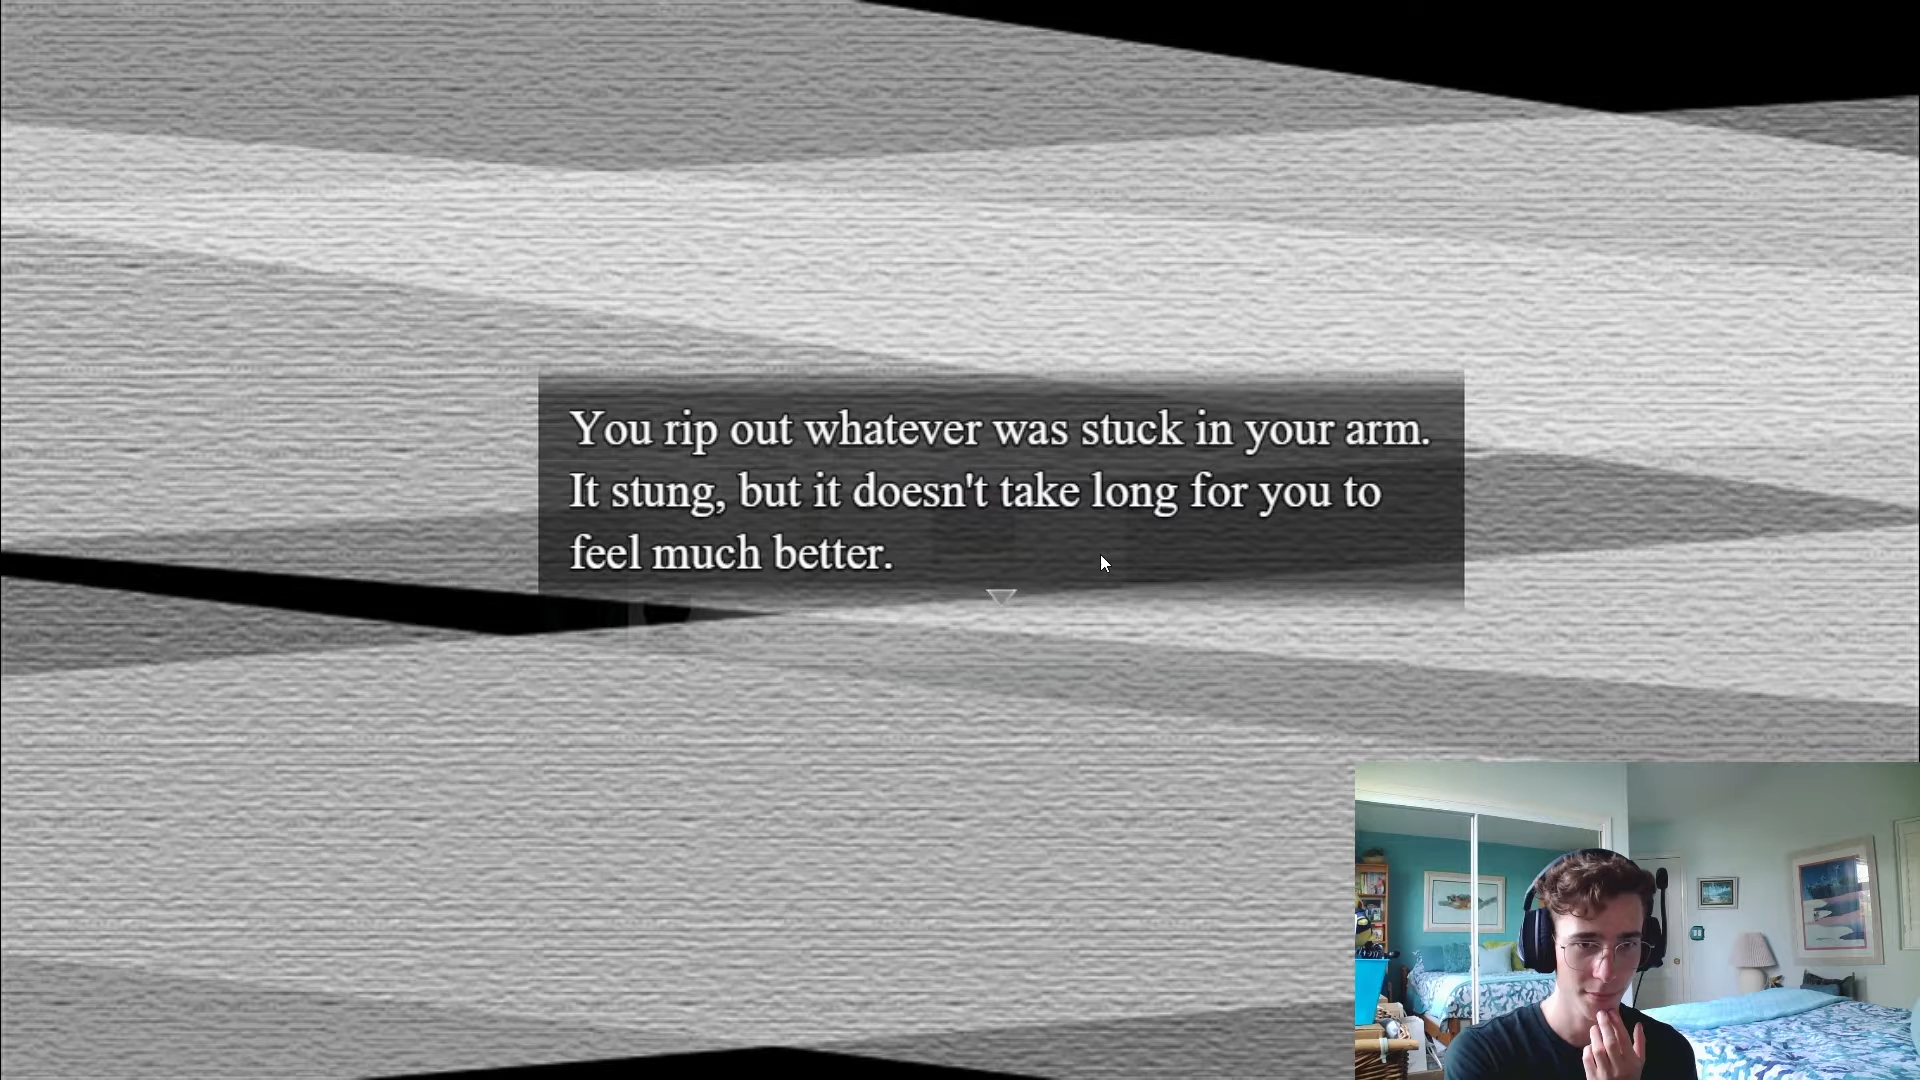 You rip out whatever was stuck in your arm.
It stung, but it doesn't take long for you to
feel much better.